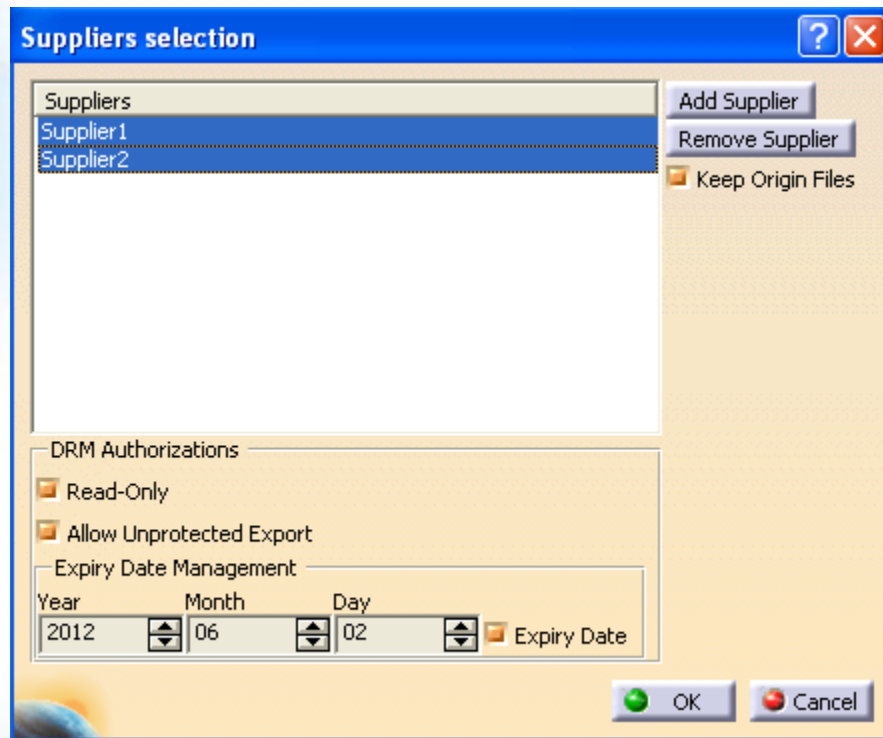 Suppliers selection
Suppliers
Supplier1
Supplier2
Add Supplier
Remove Supplier
Keep Origin Files
DRM Authorizations
Read-Only
Allow Unprotected Export
Expiry Date Management
Year Month Day
2012 06 02 Expiry Date
OK Cancel